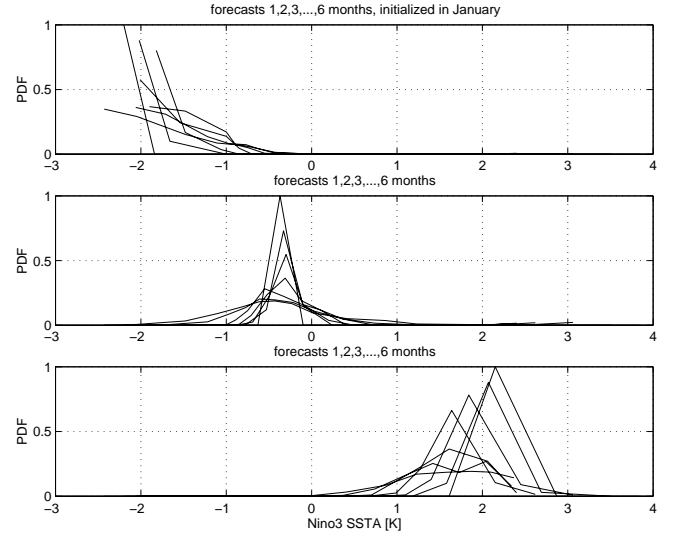 forecasts 1,2,3,...,6 months, initialized in January
1
0.5
0
PDF
−3 −2 −1 0 1 2 3 4
forecasts 1,2,3,...,6 months
1
0.5
0
PDF
−3 −2 −1 0 1 2 3 4
forecasts 1,2,3,...,6 months
1
0.5
0
PDF
−3 −2 −1 0 1 2 3 4
Nino3 SSTA [K]